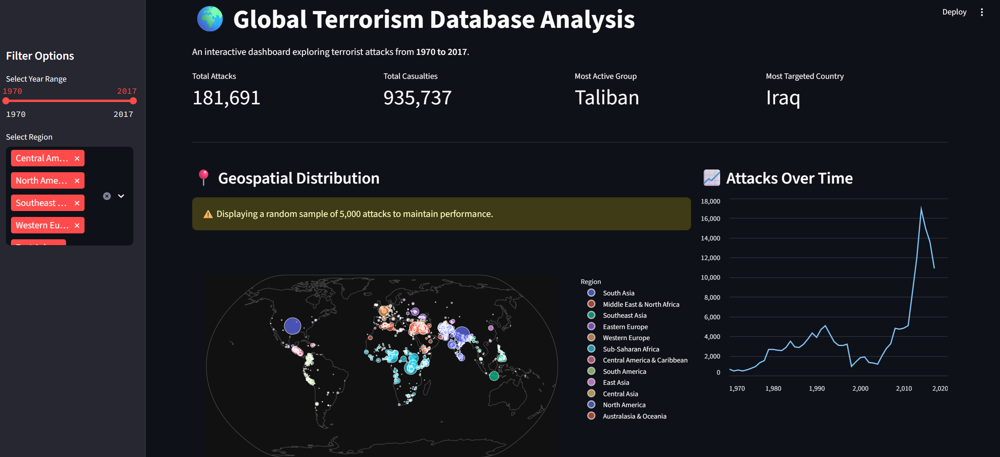 Deploy
🌍 Global Terrorism Database Analysis
An interactive dashboard exploring terrorist attacks from 1970 to 2017.
Filter Options
Select Year Range
1970 2017
1970 2017
Select Region
Central Am...
North Ame...
Southeast ...
Western Eu...
Total Attacks
181,691
Total Casualties
935,737
Most Active Group
Taliban
Most Targeted Country
Iraq
📍 Geospatial Distribution
⚠️ Displaying a random sample of 5,000 attacks to maintain performance.
Region
South Asia
Middle East & North Africa
Southeast Asia
Eastern Europe
Western Europe
Sub-Saharan Africa
Central America & Caribbean
South America
East Asia
Central Asia
North America
Australasia & Oceania
📈 Attacks Over Time
18,000
16,000
14,000
12,000
10,000
8,000
6,000
4,000
2,000
0
1,970 1,980 1,990 2,000 2,010 2,020